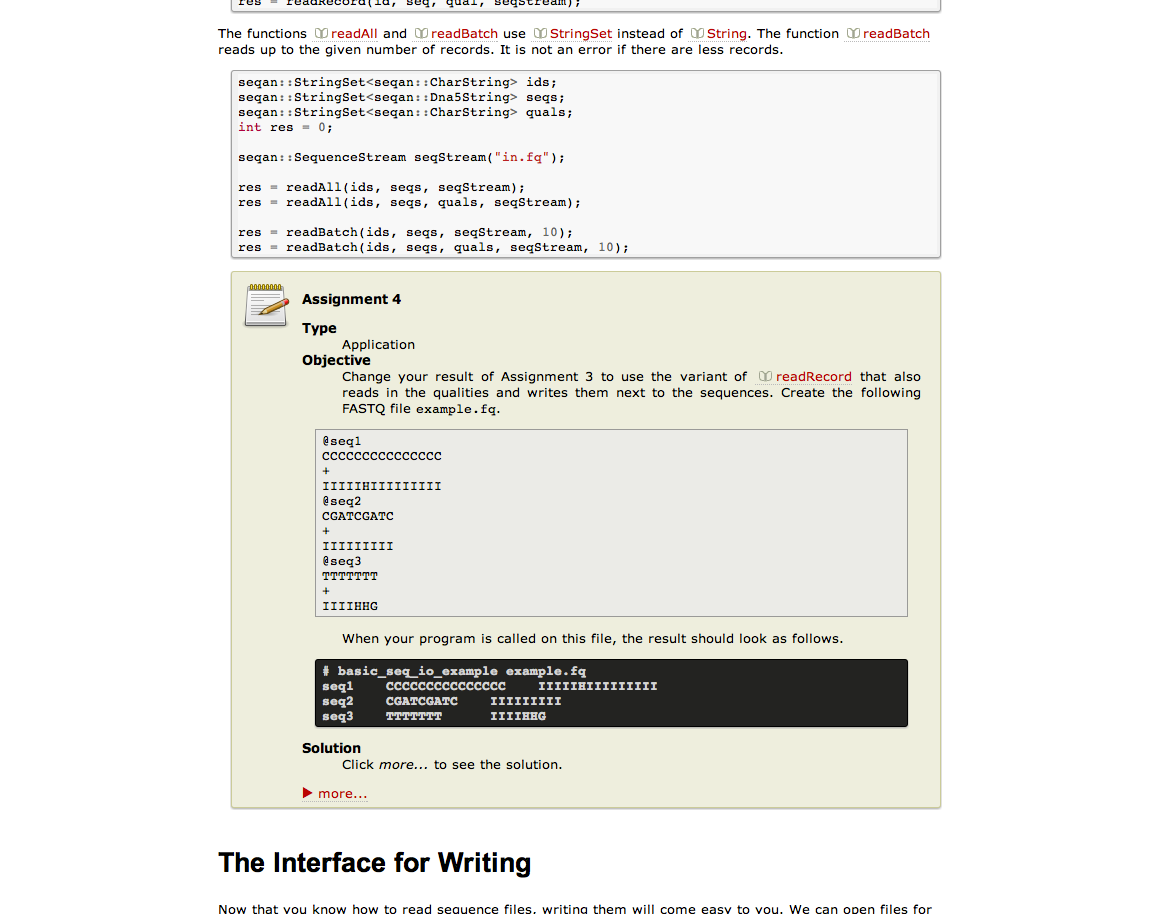 res = readRecord(id, seq, qual, seqStream);
The functions readAll and readBatch use StringSet instead of String. The function readBatch
reads up to the given number of records. It is not an error if there are less records.
seqan::StringSet<seqan::CharString> ids;
seqan::StringSet<seqan::Dna5String> seqs;
seqan::StringSet<seqan::CharString> quals;
int res = 0;
seqan::SequenceStream seqStream("in.fq");
res = readAll(ids, seqs, seqStream);
res = readAll(ids, seqs, quals, seqStream);
res = readBatch(ids, seqs, seqStream, 10);
res = readBatch(ids, seqs, quals, seqStream, 10);
Assignment 4
Type
Application
Objective
Change your result of Assignment 3 to use the variant of readRecord that also
reads in the qualities and writes them next to the sequences. Create the following
FASTQ file example.fq.
@seq1
CCCCCCCCCCCCCCC
+
IIIIIHIIIIIIIII
@seq2
CGATCGATC
+
IIIIIIIII
@seq3
TTTTTTT
+
IIIIHHG
When your program is called on this file, the result should look as follows.
# basic_seq_io_example example.fq
seq1    CCCCCCCCCCCCCCC    IIIIIHIIIIIIIII
seq2    CGATCGATC    IIIIIIIII
seq3    TTTTTTT      IIIIHHG
Solution
Click more... to see the solution.
more...
The Interface for Writing
Now that you know how to read sequence files, writing them will come easy to you. We can open files for